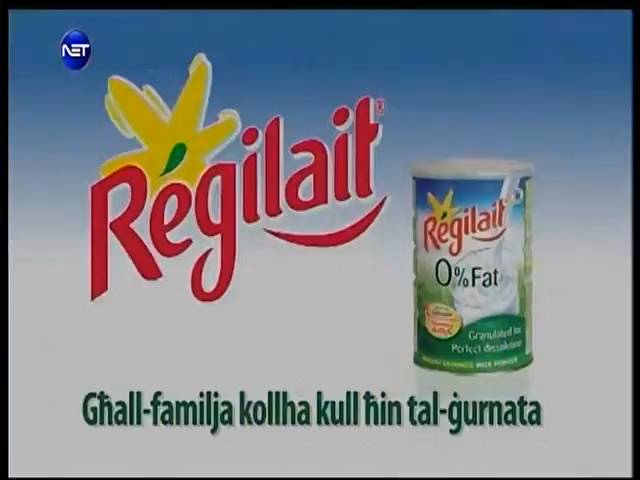 NET
Régilait®
Régilait
0% Fat
Granulated for
Perfect dissolution
Għall-familja kollha kull ħin tal-ġurnata